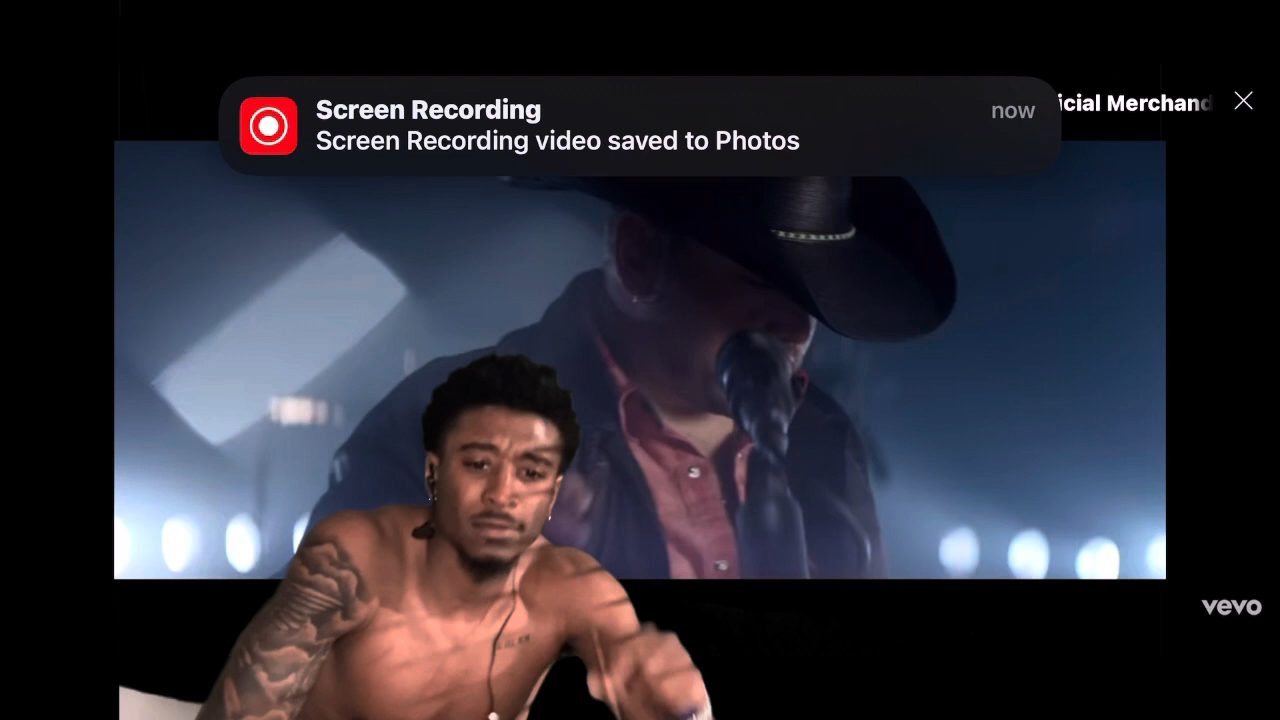 Screen Recording
now
Screen Recording video saved to Photos
icial Merchand
vevo